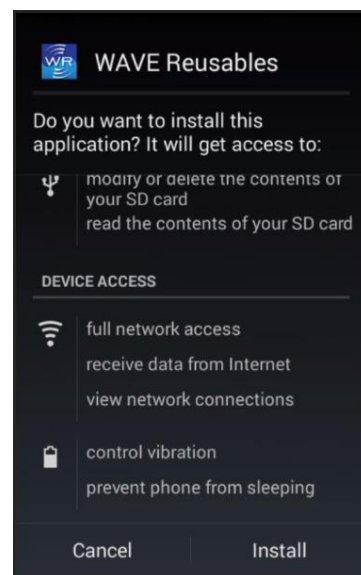 WR
WAVE Reusables
Do you want to install this
application? It will get access to:
modify or delete the contents of
your SD card
read the contents of your SD card
DEVICE ACCESS
full network access
receive data from Internet
view network connections
control vibration
prevent phone from sleeping
Cancel
Install